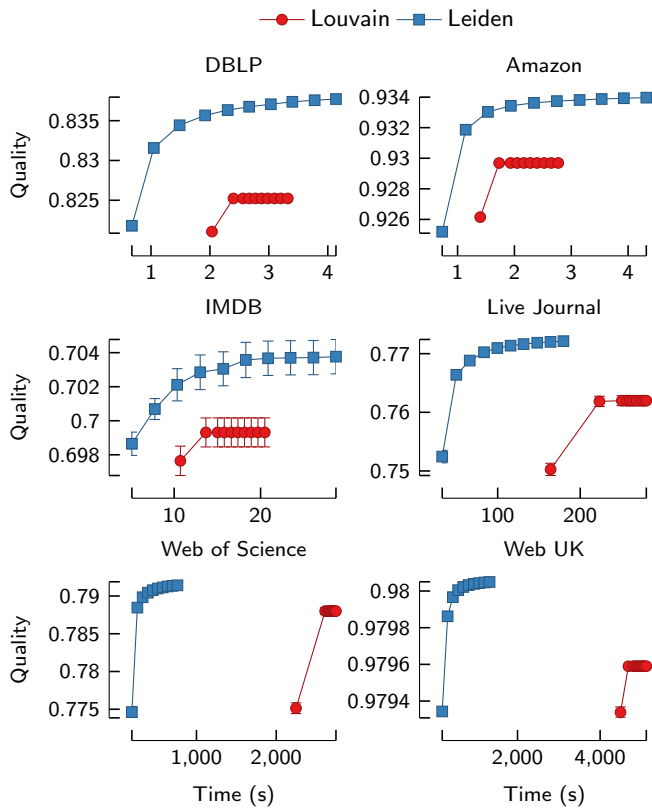 Louvain Leiden
DBLP Amazon
Quality
0.835
0.83
0.825
1 2 3 4
0.934
0.932
0.93
0.928
0.926
1 2 3 4
IMDB Live Journal
Quality
0.704
0.702
0.7
0.698
10 20
0.77
0.76
0.75
100 200
Web of Science Web UK
Quality
0.79
0.785
0.78
0.775
1,000 2,000
Time (s)
0.98
0.9798
0.9796
0.9794
2,000 4,000
Time (s)